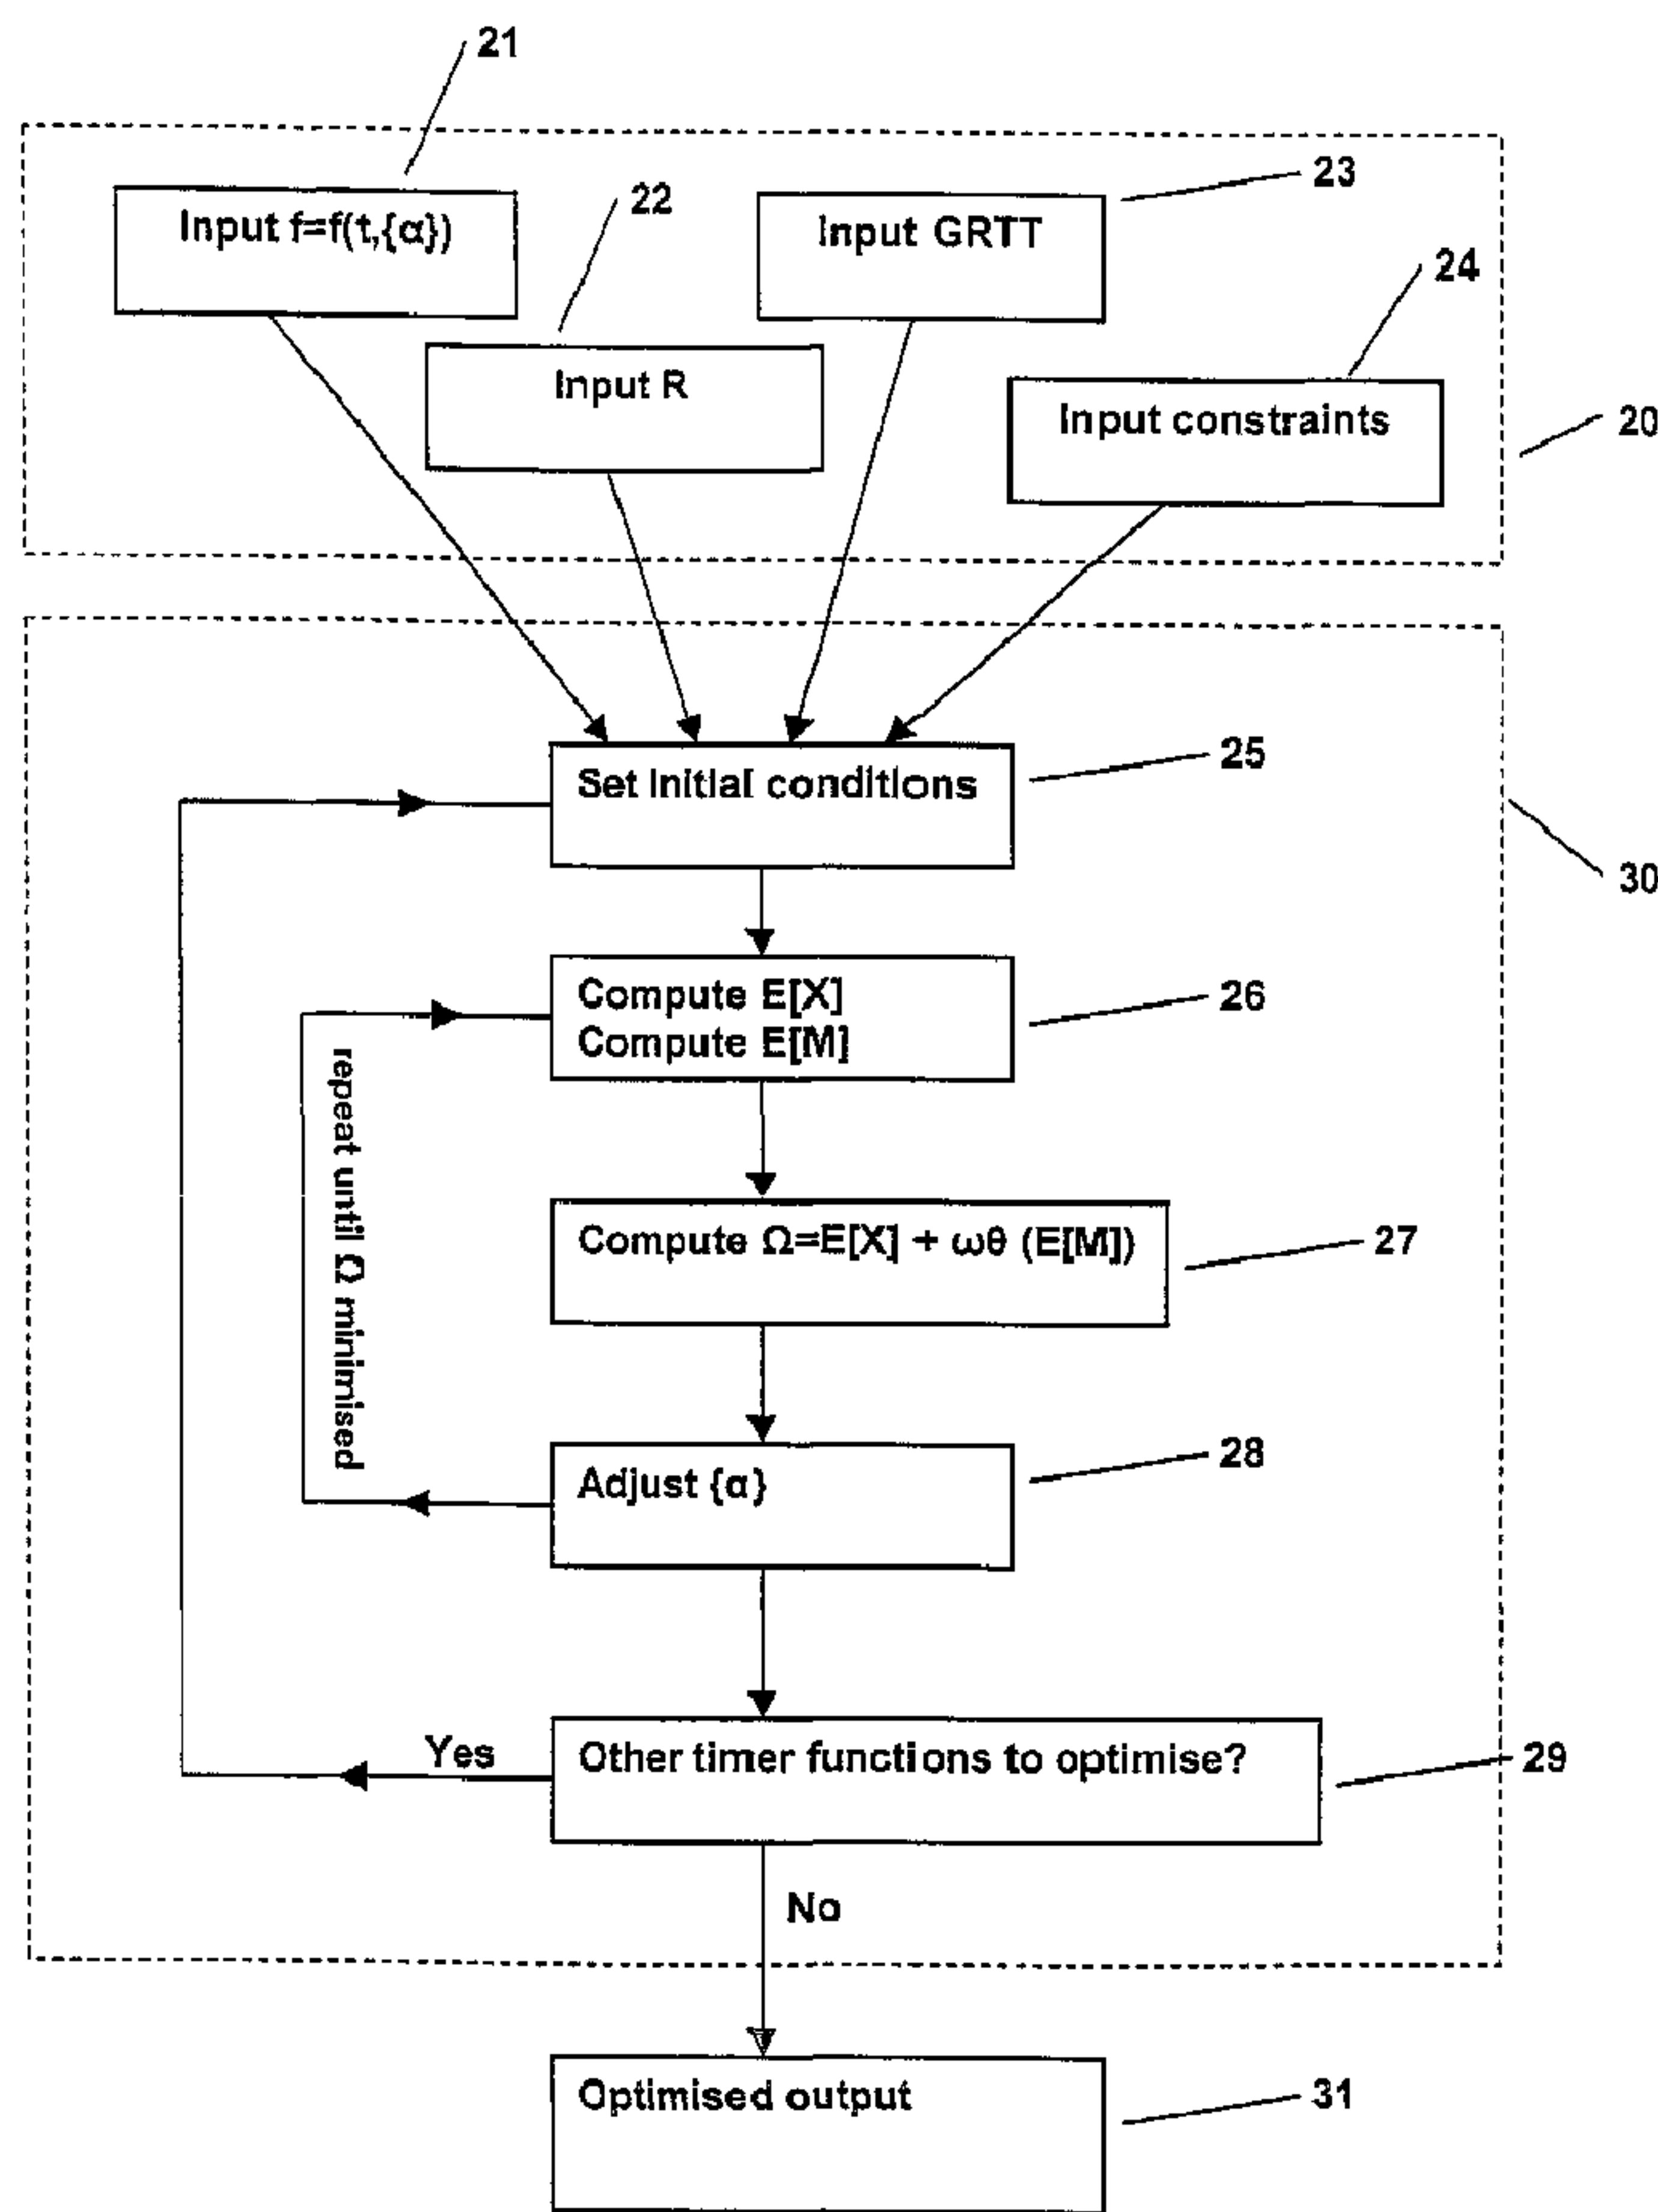 21
Input f=f(t,{α})
22
Input GRTT
23
Input R
24
Input constraints
20
Set initial conditions
25
30
Compute E[X]
Compute E[M]
26
repeat until Ω minimised
Compute Ω=E[X] + ωθ (E[M])
27
Adjust {α}
28
Yes
Other timer functions to optimise?
29
No
Optimised output
31